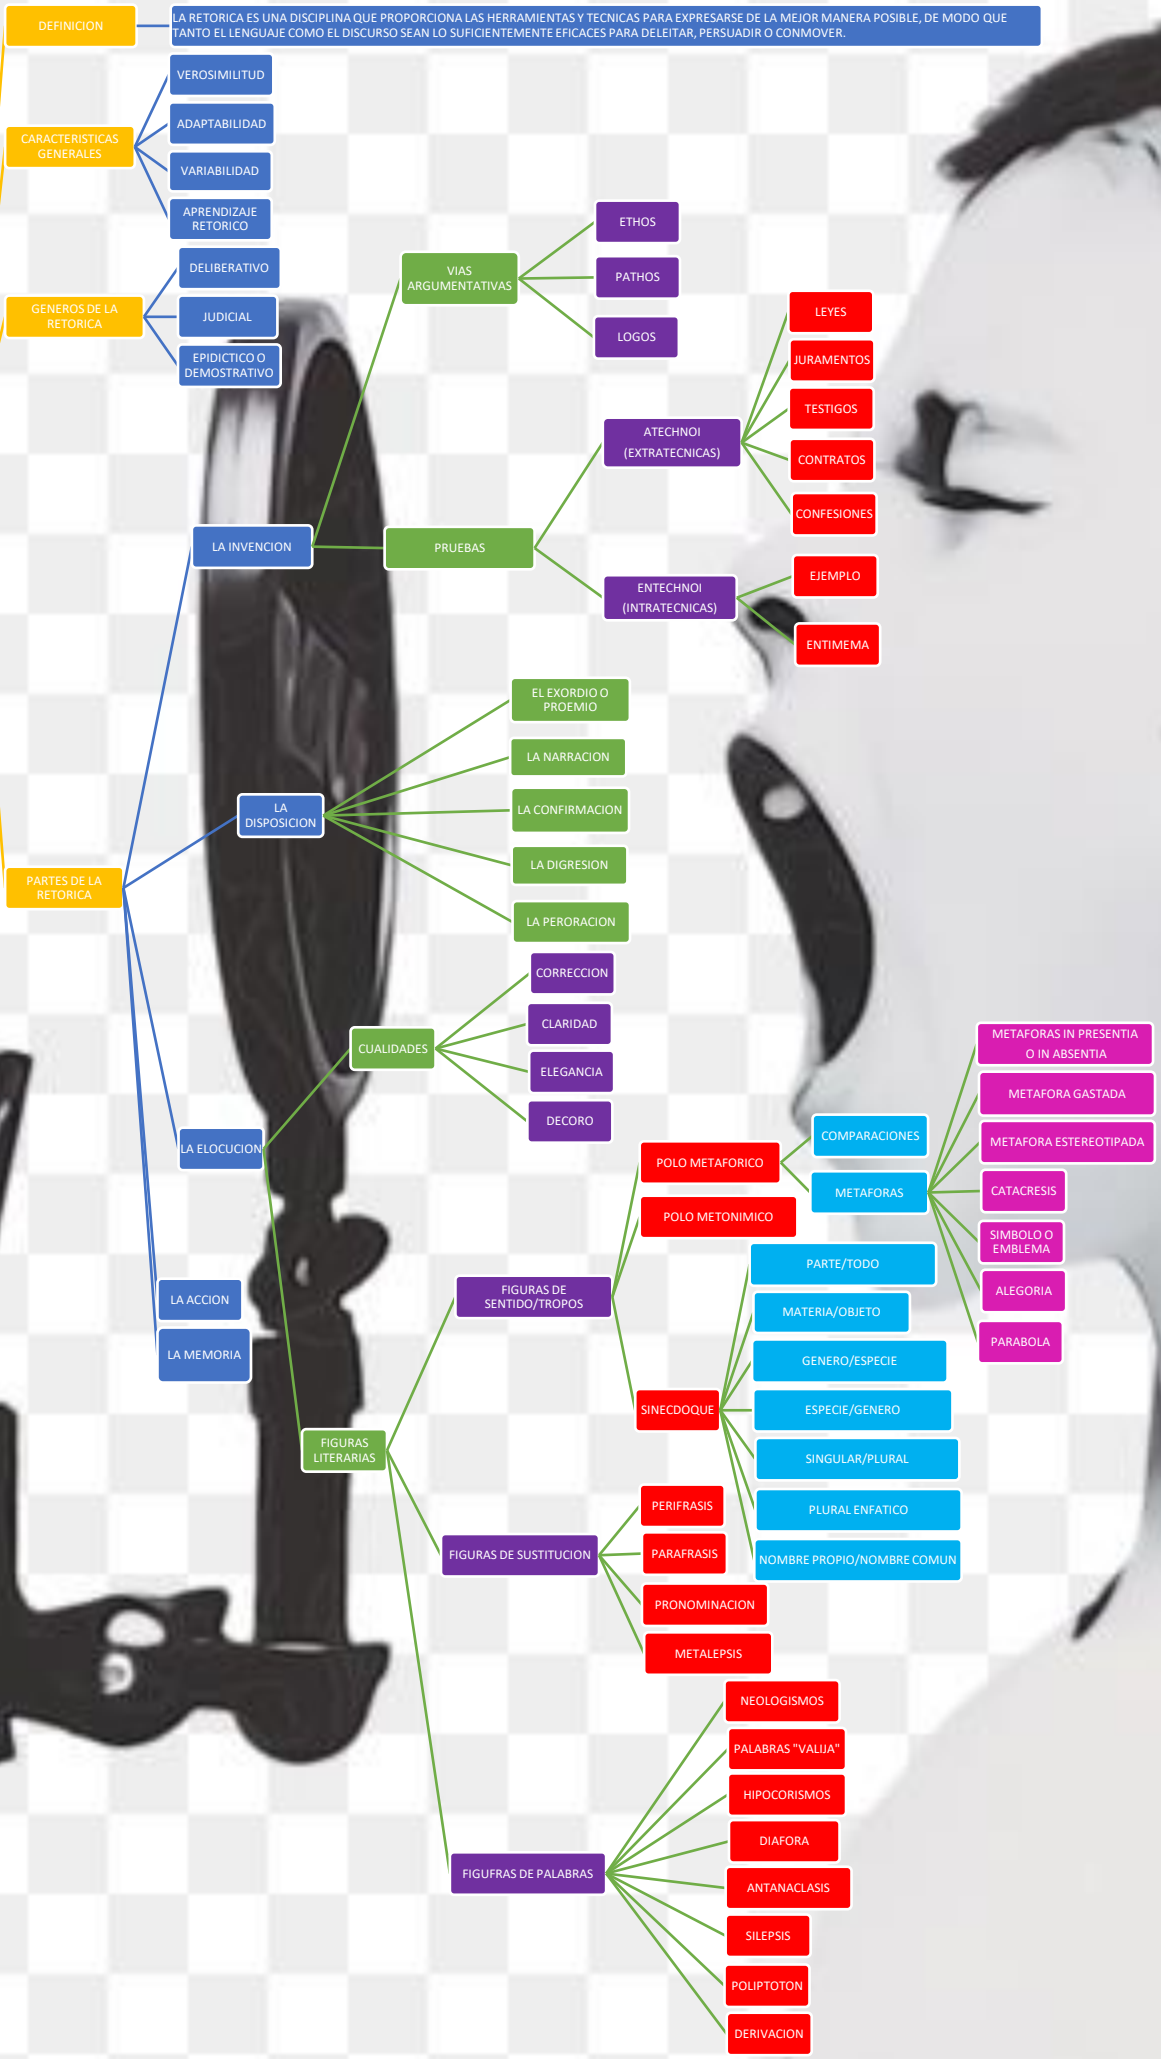 DEFINICION
LA RETORICA ES UNA DISCIPLINA QUE PROPORCIONA LAS HERRAMIENTAS Y TECNICAS PARA EXPRESARSE DE LA MEJOR MANERA POSIBLE, DE MODO QUE
TANTO EL LENGUAJE COMO EL DISCURSO SEAN LO SUFICIENTEMENTE EFICACES PARA DELEITAR, PERSUADIR O CONMOVER.
CARACTERISTICAS
GENERALES
VEROSIMILITUD
ADAPTABILIDAD
VARIABILIDAD
APRENDIZAJE
RETORICO
GENEROS DE LA
RETORICA
DELIBERATIVO
JUDICIAL
EPIDICTICO O
DEMOSTRATIVO
PARTES DE LA
RETORICA
LA INVENCION
VIAS
ARGUMENTATIVAS
ETHOS
PATHOS
LOGOS
PRUEBAS
ATECHNOI
(EXTRATECNICAS)
LEYES
JURAMENTOS
TESTIGOS
CONTRATOS
CONFESIONES
ENTECHNOI
(INTRATECNICAS)
EJEMPLO
ENTIMEMA
LA
DISPOSICION
EL EXORDIO O
PROEMIO
LA NARRACION
LA CONFIRMACION
LA DIGRESION
LA PERORACION
LA ELOCUCION
CUALIDADES
CORRECCION
CLARIDAD
ELEGANCIA
DECORO
FIGURAS
LITERARIAS
FIGURAS DE
SENTIDO/TROPOS
POLO METAFORICO
COMPARACIONES
METAFORAS
METAFORAS IN PRESENTIA
O IN ABSENTIA
METAFORA GASTADA
METAFORA ESTEREOTIPADA
CATACRESIS
SIMBOLO O
EMBLEMA
ALEGORIA
PARABOLA
POLO METONIMICO
SINECDOQUE
PARTE/TODO
MATERIA/OBJETO
GENERO/ESPECIE
ESPECIE/GENERO
SINGULAR/PLURAL
PLURAL ENFATICO
NOMBRE PROPIO/NOMBRE COMUN
FIGURAS DE SUSTITUCION
PERIFRASIS
PARAFRASIS
PRONOMINACION
METALEPSIS
FIGUFRAS DE PALABRAS
NEOLOGISMOS
PALABRAS "VALIJA"
HIPOCORISMOS
DIAFORA
ANTANACLASIS
SILEPSIS
POLIPTOTON
DERIVACION
LA ACCION
LA MEMORIA